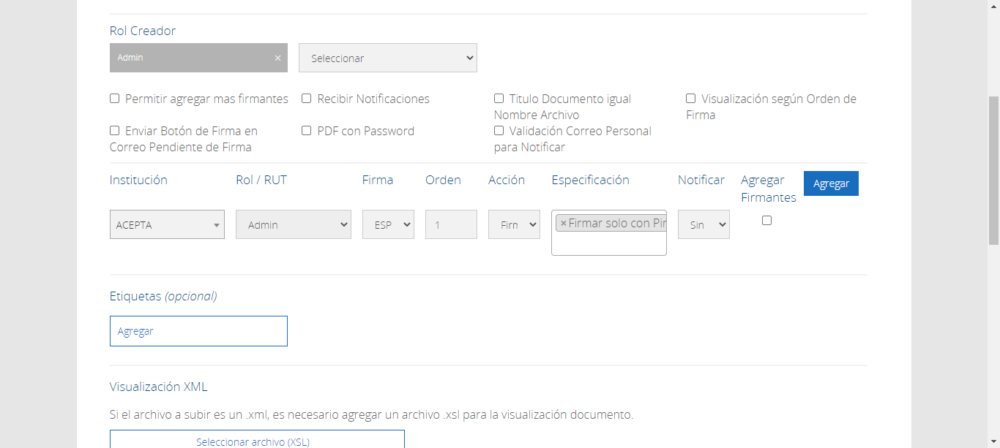 Rol Creador
Admin ×
Seleccionar
Permitir agregar mas firmantes
Recibir Notificaciones
Titulo Documento igual
Nombre Archivo
Visualización según Orden de
Firma
Enviar Botón de Firma en
Correo Pendiente de Firma
PDF con Password
Validación Correo Personal
para Notificar
Institución
Rol / RUT
Firma
Orden
Acción
Especificación
Notificar
Agregar
Firmantes
Agregar
ACEPTA
Admin
ESP
1
Firn
×Firmar solo con Pir
Sin
Etiquetas (opcional)
Agregar
Visualización XML
Si el archivo a subir es un .xml, es necesario agregar un archivo .xsl para la visualización documento.
Seleccionar archivo (XSL)